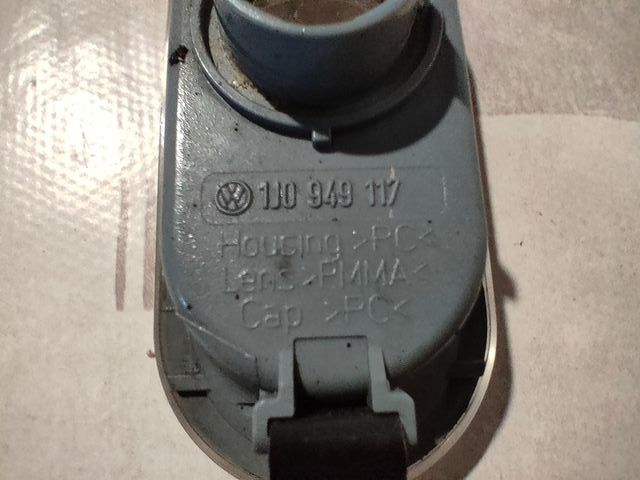 1J0 949 117
Housing >PC<
Lens >PMMA<
Cap >PC<